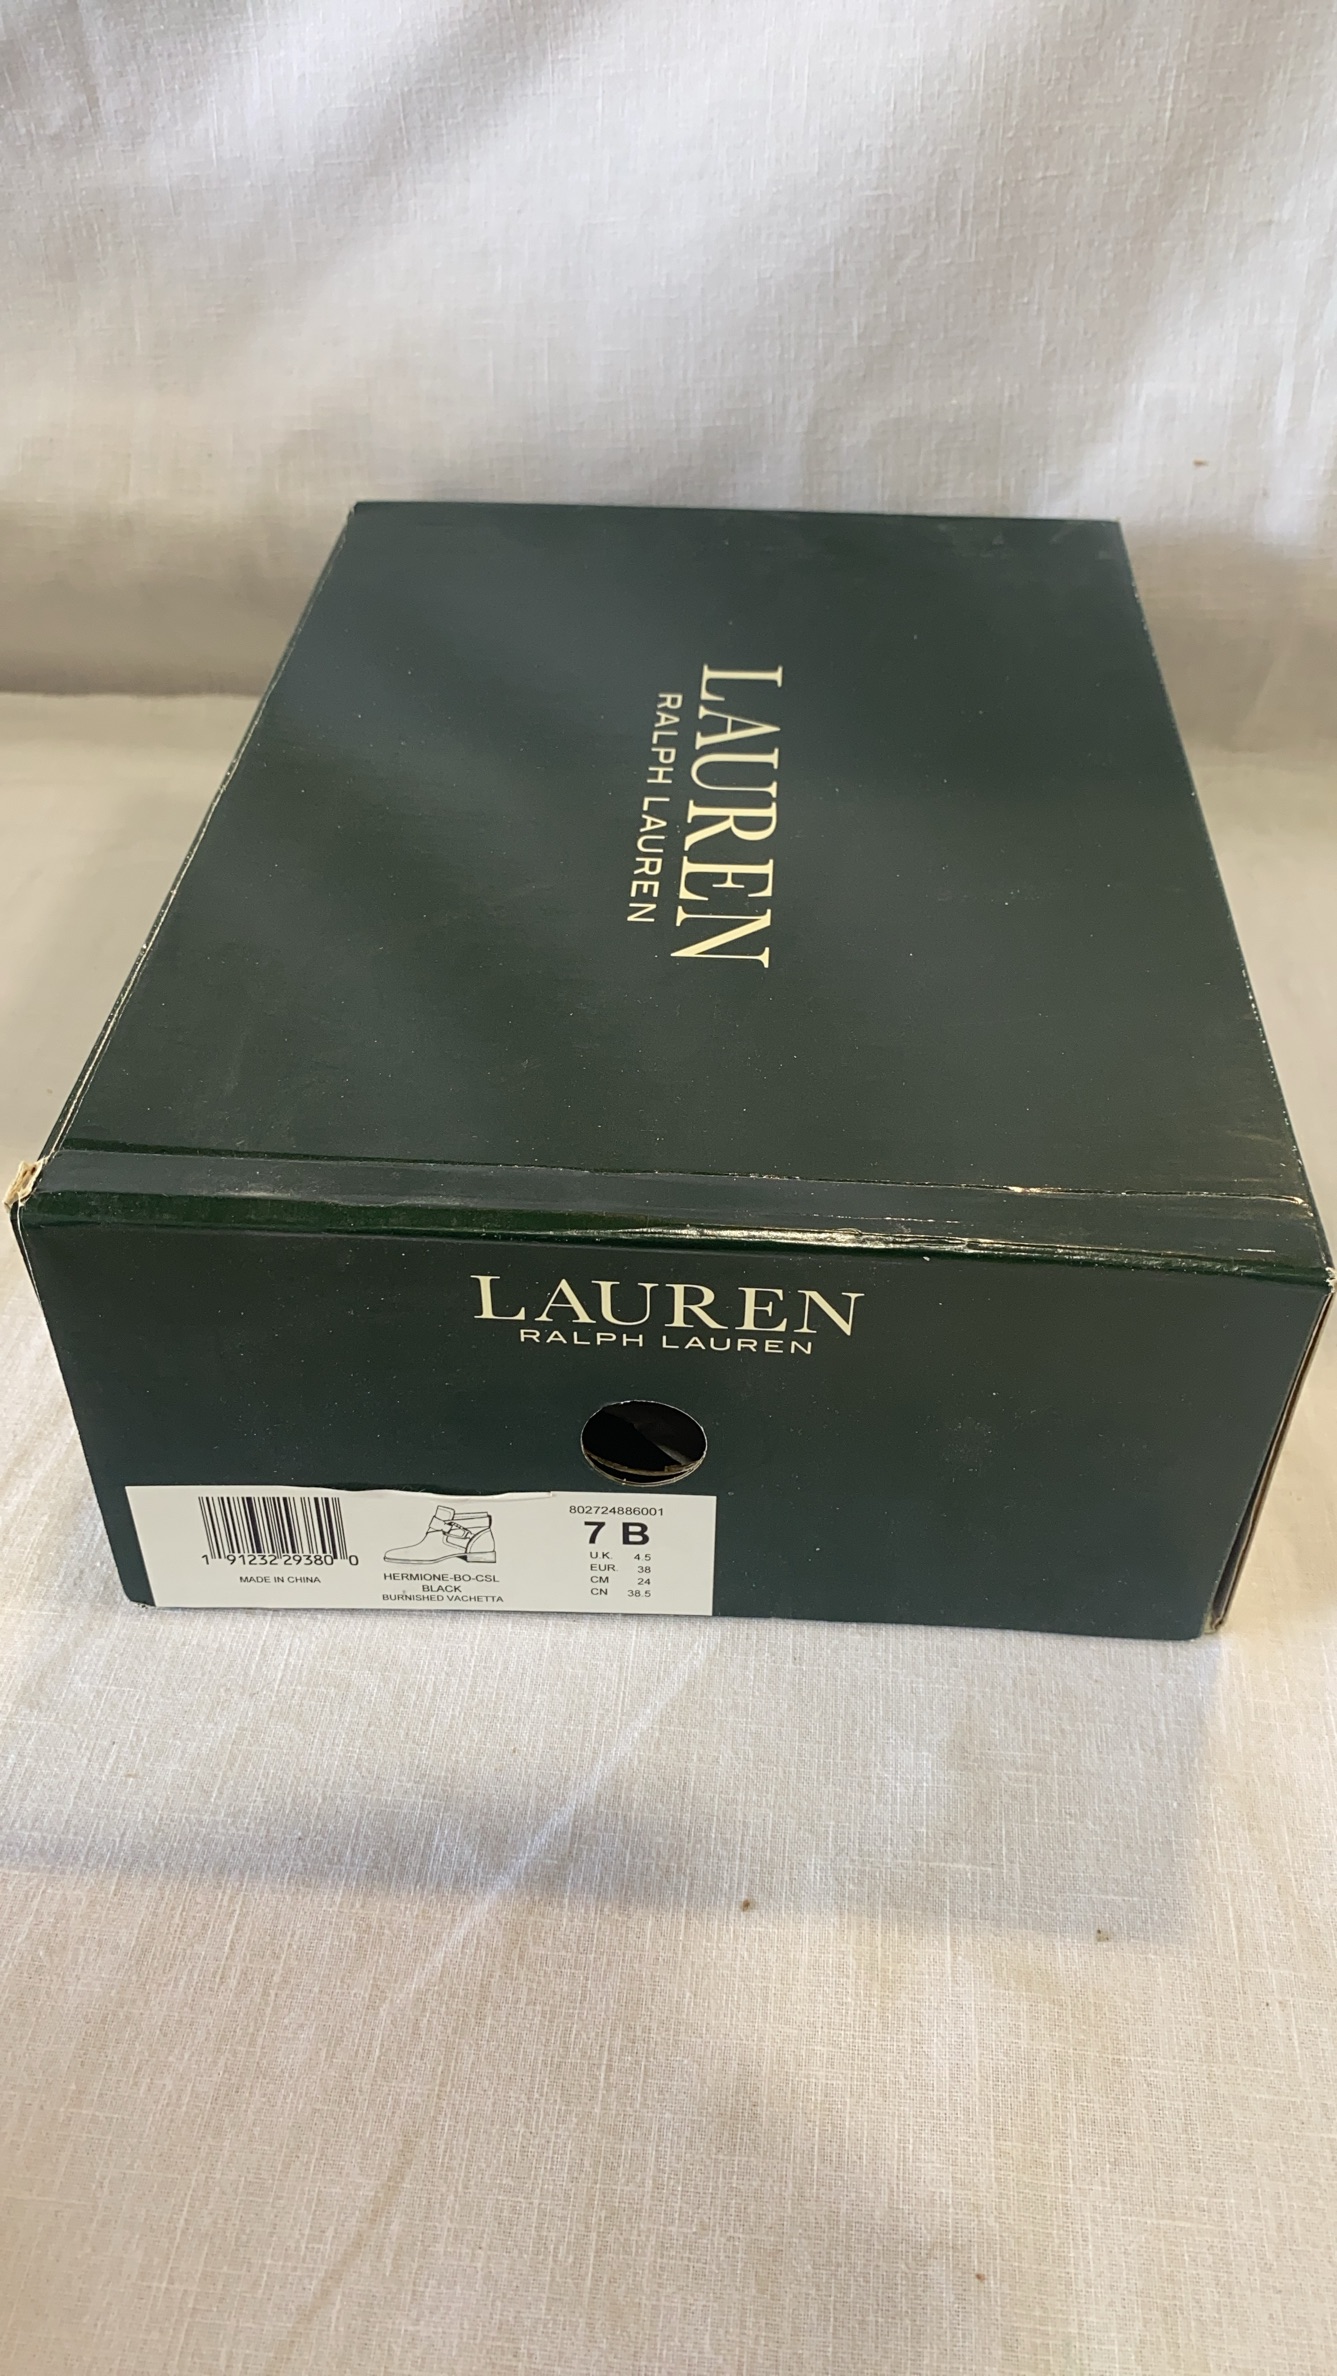 LAUREN
RALPH LAUREN
LAUREN
RALPH LAUREN
1 91232 29380 0
MADE IN CHINA
HERMIONE-BO-CSL
BLACK
BURNISHED VACHETTA
802724886001
7 B
U.K. 4.5
EUR. 38
CM 24
CN 38.5